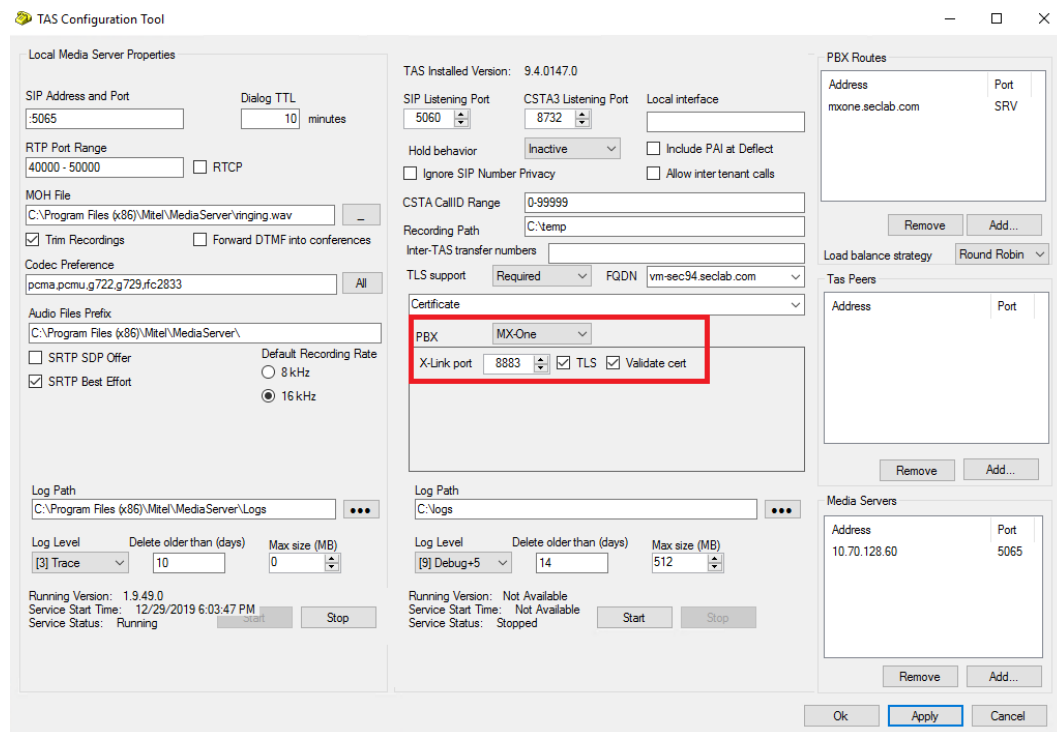 TAS Configuration Tool
Local Media Server Properties
SIP Address and Port
Dialog TTL
:5065
10 minutes
RTP Port Range
40000 - 50000
RTCP
MOH File
C:\Program Files (x86)\Mitel\MediaServer\ringing.wav
...
Trim Recordings
Forward DTMF into conferences
Codec Preference
pcma,pcmu,g722,g729,rfc2833
All
Audio Files Prefix
C:\Program Files (x86)\Mitel\MediaServer\
SRTP SDP Offer
SRTP Best Effort
Default Recording Rate
8 kHz
16 kHz
Log Path
C:\Program Files (x86)\Mitel\MediaServer\Logs
•••
Log Level
Delete older than (days)
Max size (MB)
[3] Trace
10
0
Running Version: 1.9.49.0
Service Start Time: 12/29/2019 6:03:47 PM
Service Status: Running
Start
Stop
TAS Installed Version: 9.4.0147.0
SIP Listening Port
CSTA3 Listening Port
Local interface
5060
8732
Hold behavior
Inactive
Include PAI at Deflect
Ignore SIP Number Privacy
Allow inter tenant calls
CSTA CallID Range
0-99999
Recording Path
C:\temp
Inter-TAS transfer numbers
TLS support
Required
FQDN
vm-sec94.seclab.com
Certificate
PBX
MX-One
X-Link port
8883
TLS
Validate cert
Log Path
C:\logs
•••
Log Level
Delete older than (days)
Max size (MB)
[9] Debug+5
14
512
Running Version: Not Available
Service Start Time: Not Available
Service Status: Stopped
Start
Stop
PBX Routes
Address
Port
mxone.seclab.com
SRV
Remove
Add...
Load balance strategy
Round Robin
Tas Peers
Address
Port
Remove
Add...
Media Servers
Address
Port
10.70.128.60
5065
Remove
Add...
Ok
Apply
Cancel